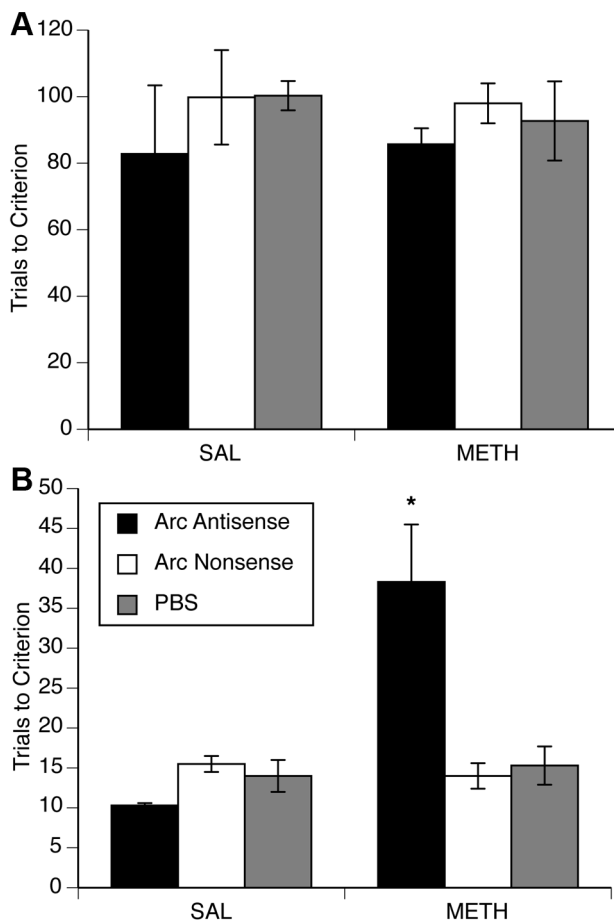 A
120
100
80
60
40
20
0
Trials to Criterion
SAL METH
B
50
45
40
35
30
25
20
15
10
5
0
Trials to Criterion
Arc Antisense
Arc Nonsense
PBS
*
SAL METH